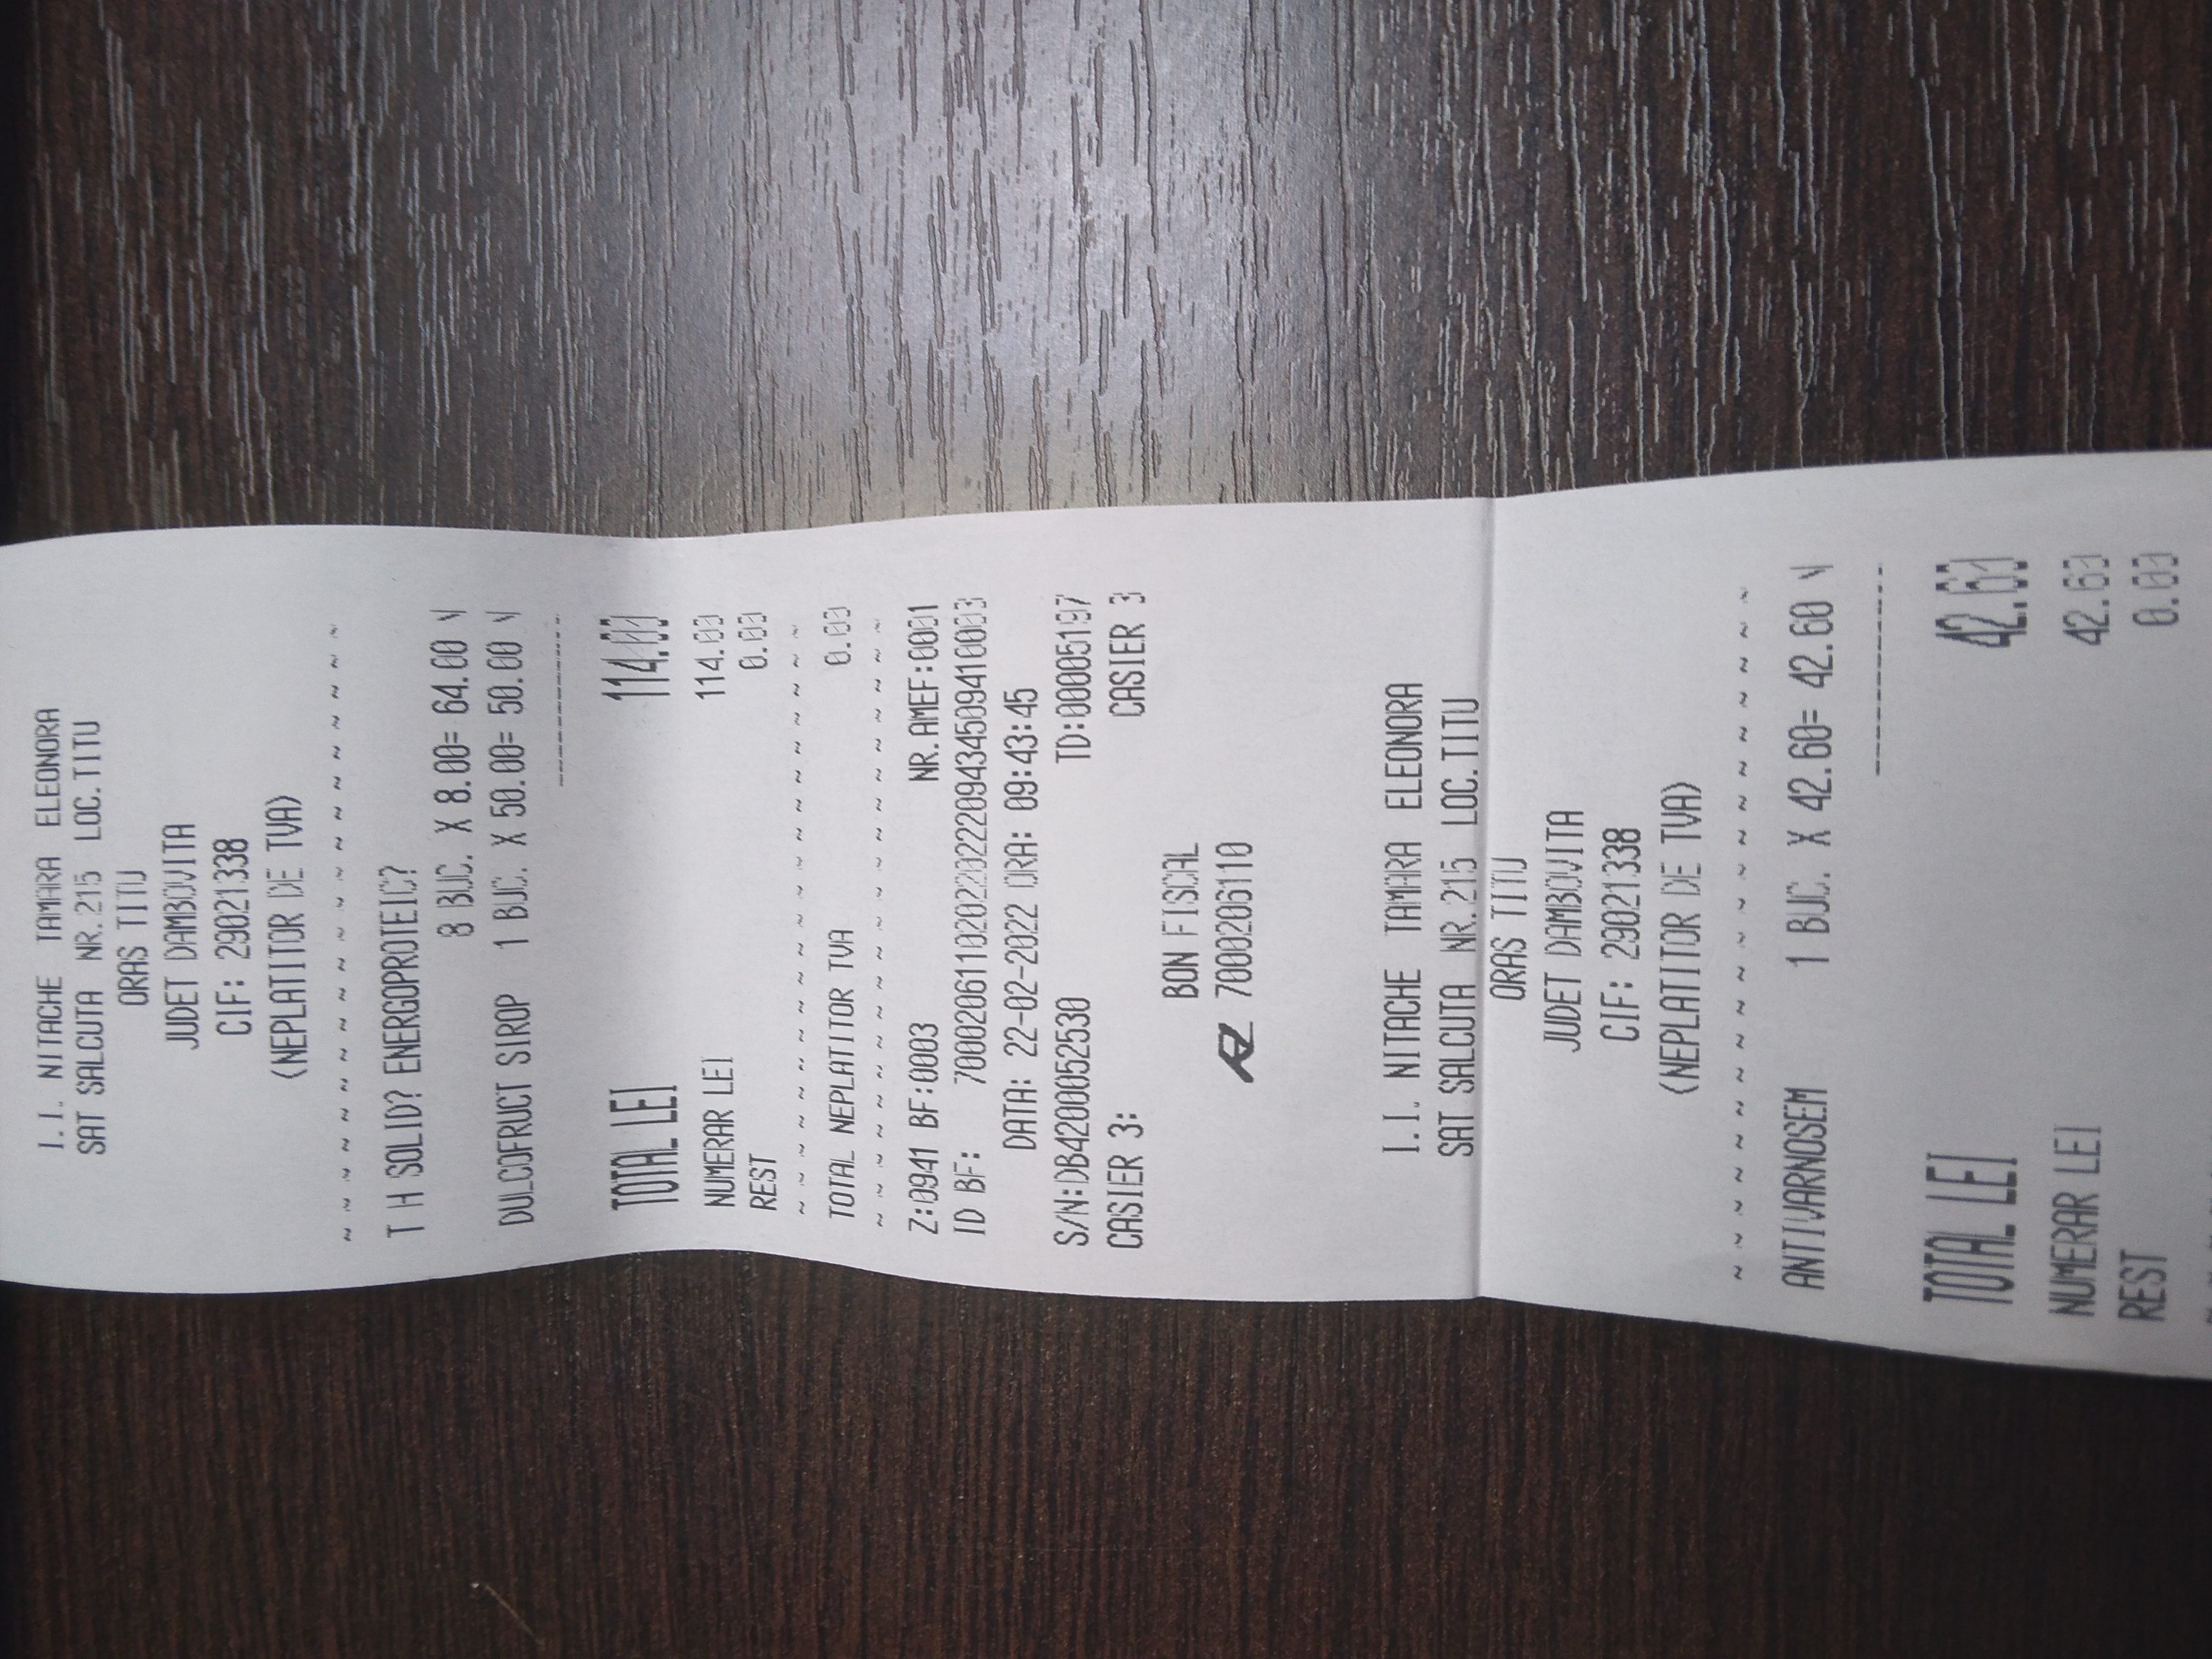 I.I. NITACHE TAMARA ELEONORA
SAT SALCUTA NR.215 LOC.TITU
ORAS TITU
JUDET DAMBOVITA
CIF: 29021338
(NEPLATITOR DE TVA)
~ ~ ~ ~ ~ ~ ~ ~ ~ ~ ~ ~ ~ ~ ~ ~ ~ ~
T H SOLID? ENERGOPROTEIC?
8 BUC. X 8.00= 64.00 V
DULCOFRUCT SIROP 1 BUC. X 50.00= 50.00 V
----------------
TOTAL LEI 114.00
NUMERAR LEI 114.00
REST 0.00
~ ~ ~ ~ ~ ~ ~ ~ ~ ~ ~ ~ ~ ~ ~ ~ ~ ~
TOTAL NEPLATITOR TVA 0.00
~ ~ ~ ~ ~ ~ ~ ~ ~ ~ ~ ~ ~ ~ ~ ~ ~ ~
Z:0941 BF:0003 NR.AMEF:0001
ID BF: 70002061102022022209434509410003
DATA: 22-02-2022 ORA: 09:43:45
S/N:DB4200052530 TD:00005197
CASIER 3: CASIER 3
BON FISCAL
7000206110
I.I. NITACHE TAMARA ELEONORA
SAT SALCUTA NR.215 LOC.TITU
ORAS TITU
JUDET DAMBOVITA
CIF: 29021338
(NEPLATITOR DE TVA)
~ ~ ~ ~ ~ ~ ~ ~ ~ ~ ~ ~ ~ ~ ~ ~ ~ ~
ANTIVARNOSEM 1 BUC. X 42.60= 42.60 V
----------------
TOTAL LEI 42.60
NUMERAR LEI 42.60
REST 0.00